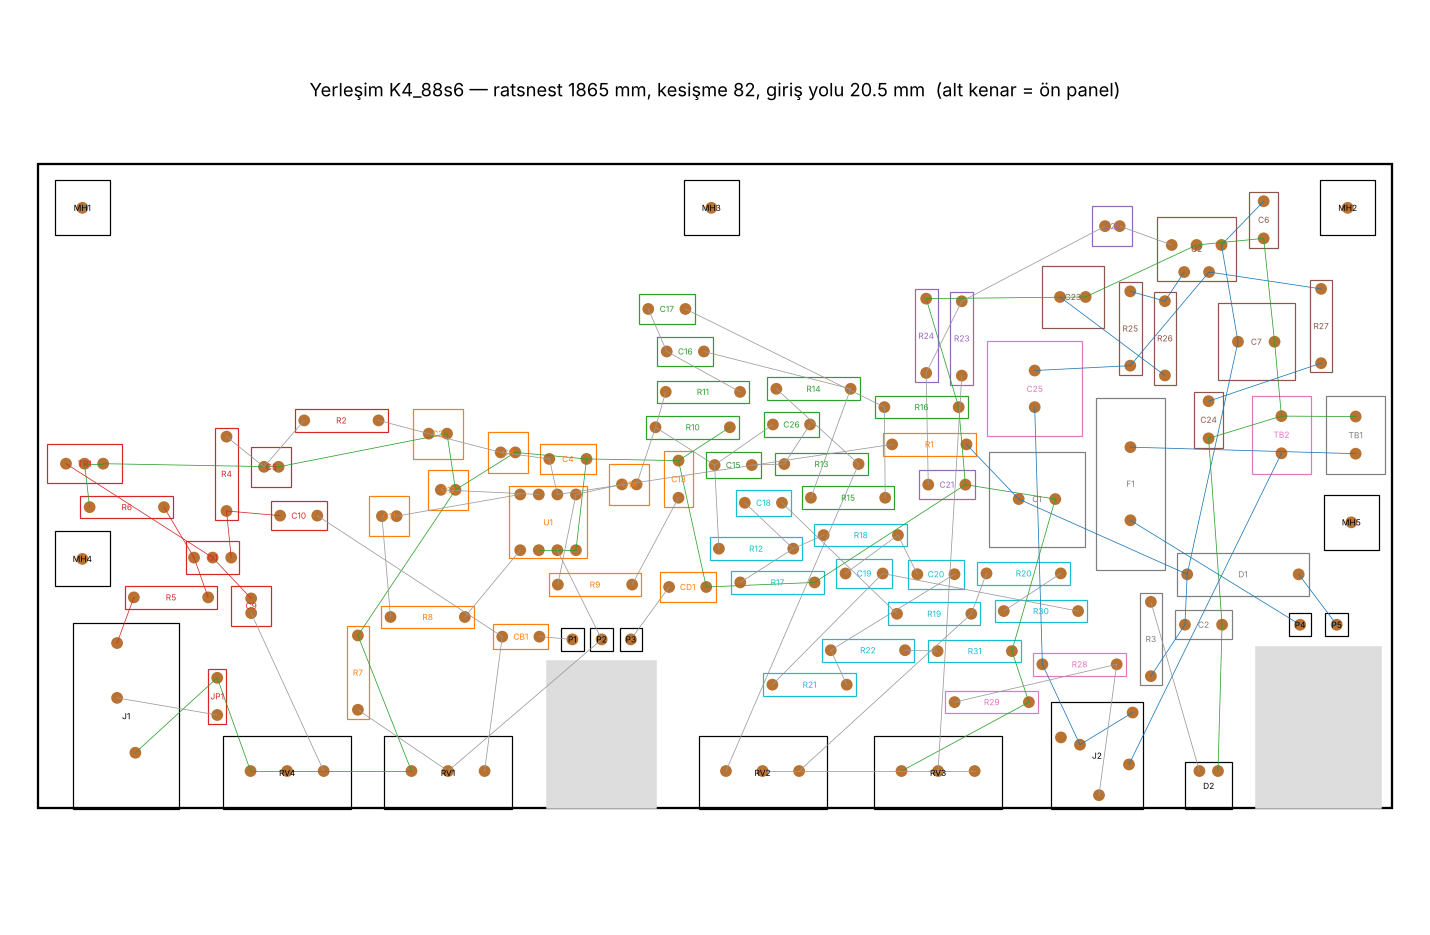 Yerleşim K4_88s6 — ratsnest 1865 mm, kesişme 82, giriş yolu 20.5 mm (alt kenar = ön panel)
MH1
MH3
MH2
C6
C17
C23
R24
R23
R25
R26
R27
C16
C7
C25
R11
R14
R2
R16
C24
TB2
TB1
R10
C26
R1
R4
C4
C15
R13
C21
F1
C1
R6
C10
R15
C18
U1
MH5
R12
R18
MH4
R9
CD1
R17
C19
C20
R20
D1
R5
C9
R8
R19
R30
CB1
P1
P2
P3
C2
P4
P5
R3
R7
R22
R31
R28
R21
JP1
R29
J1
J2
RV4
RV1
RV2
RV3
D2